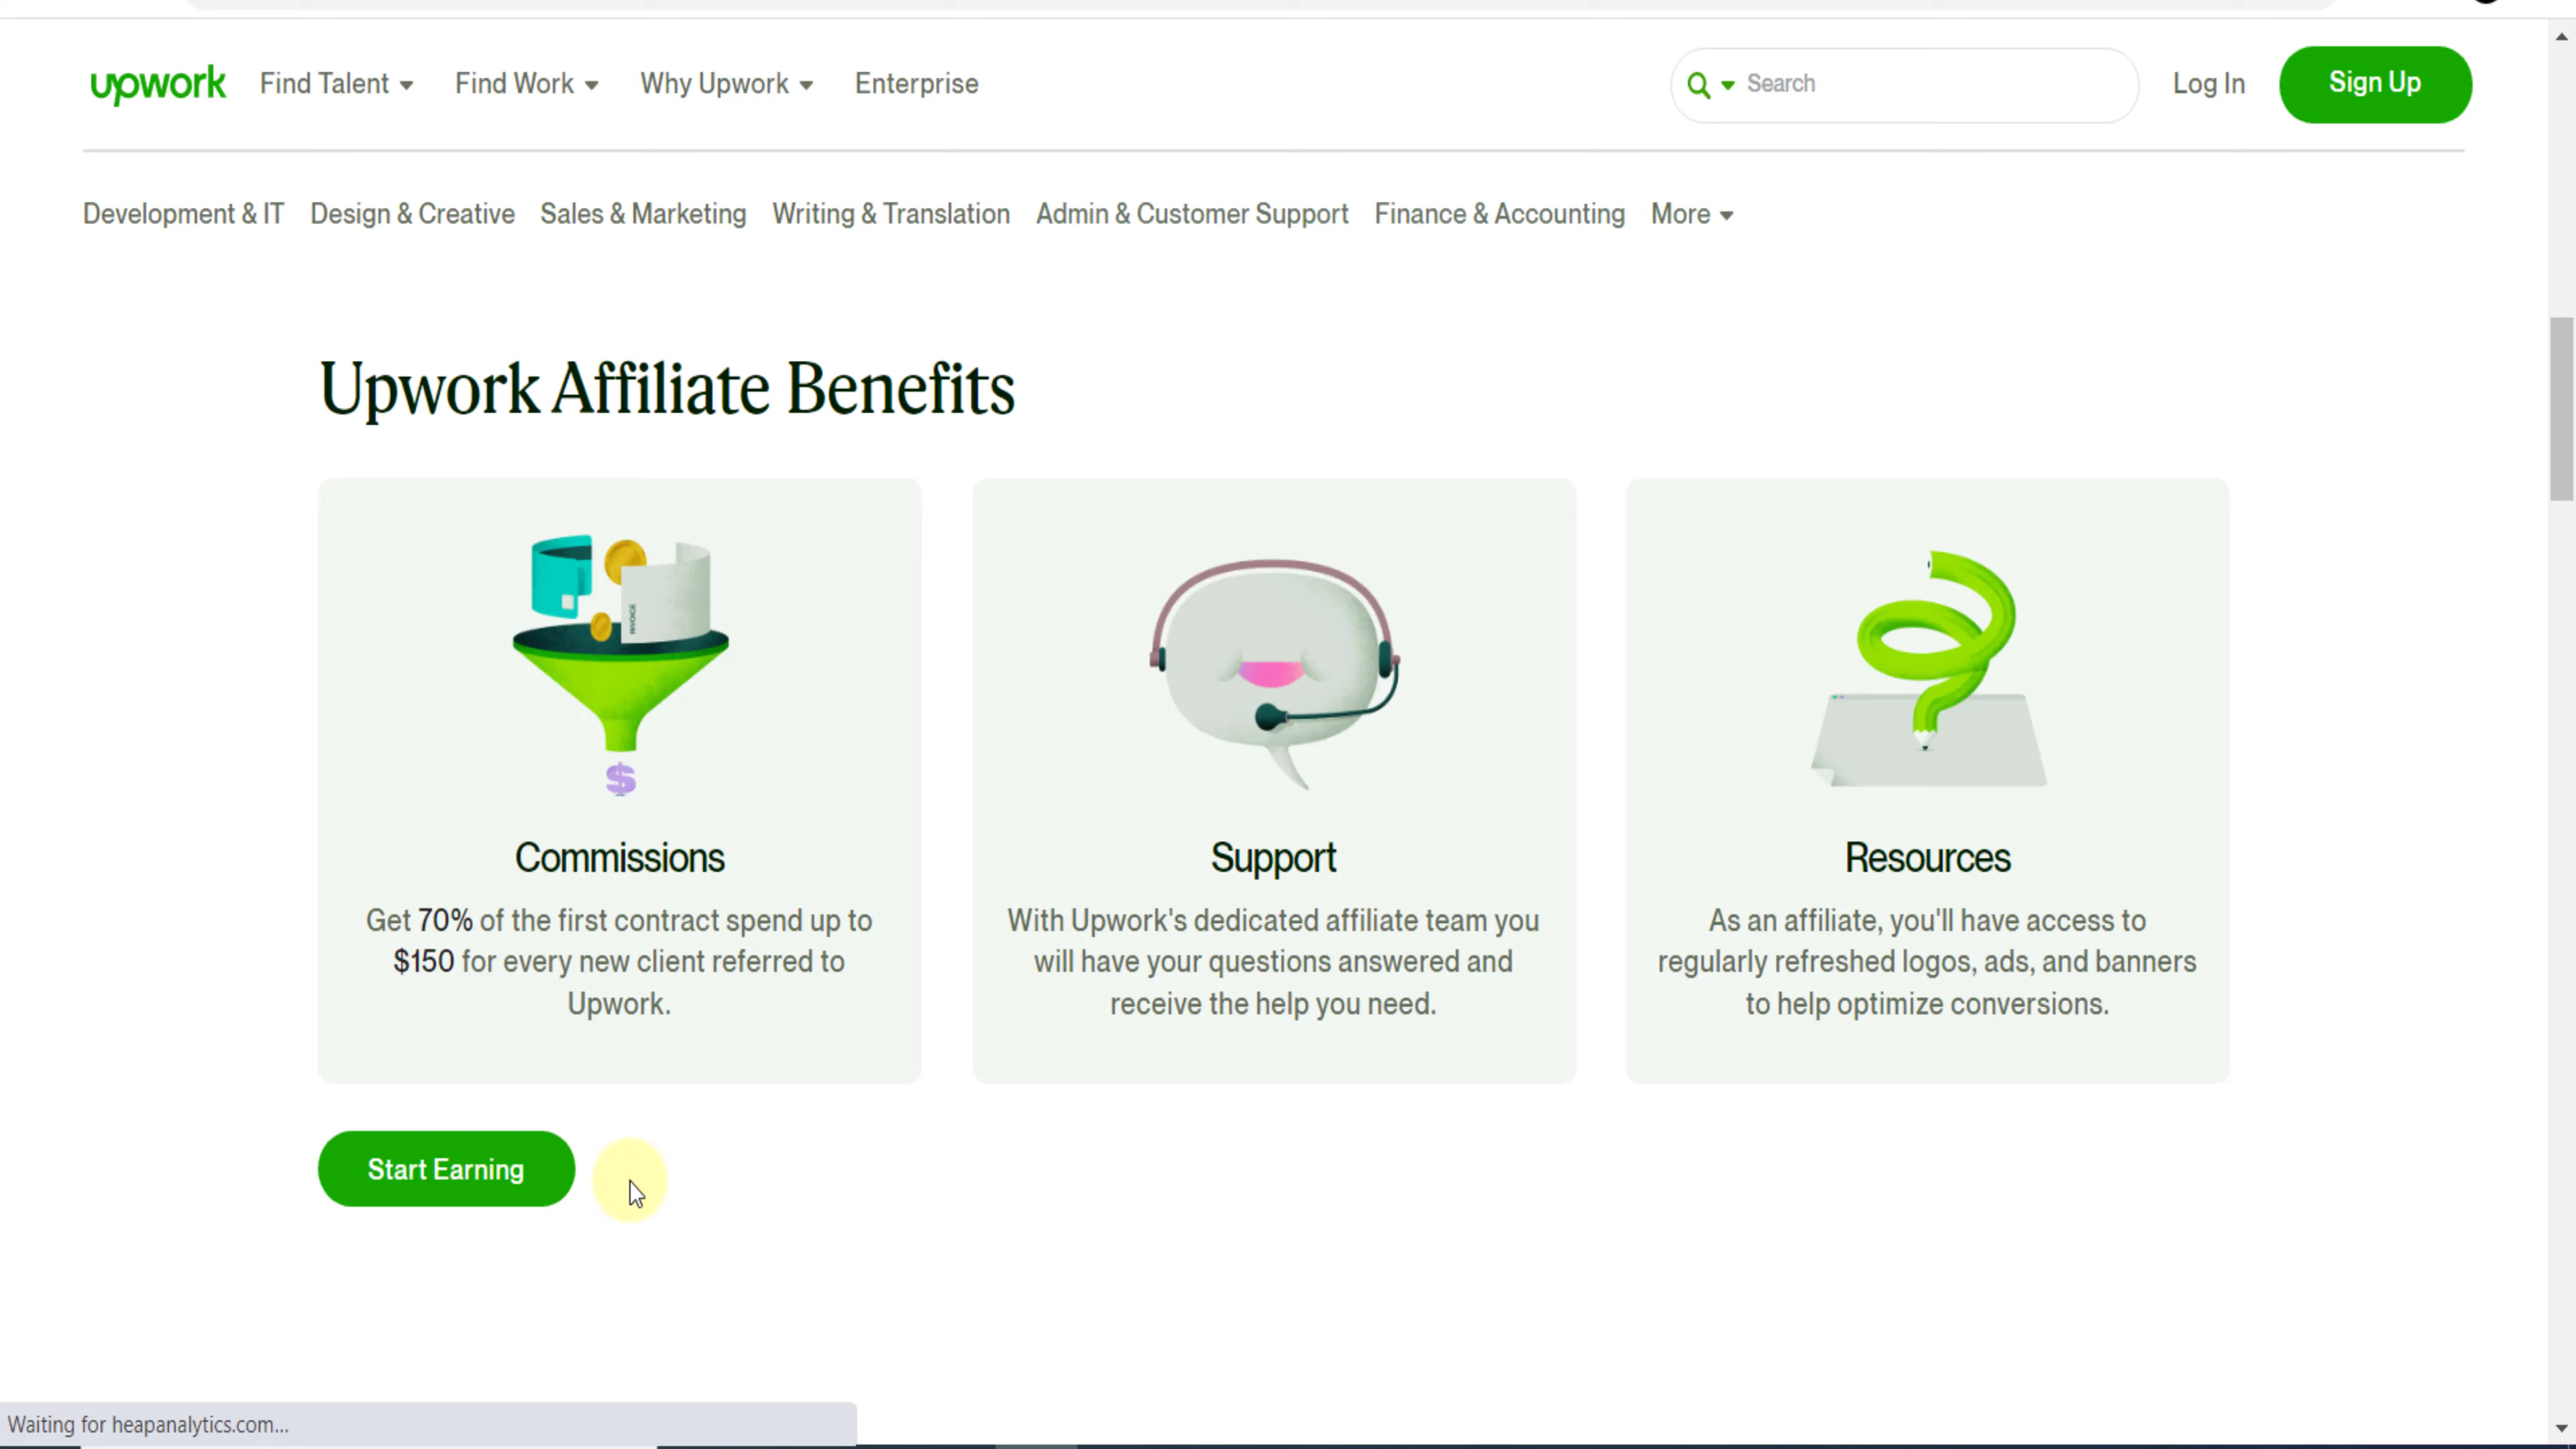 upwork Find Talent Find Work Why Upwork Enterprise Search Log In Sign Up
Development & IT Design & Creative Sales & Marketing Writing & Translation Admin & Customer Support Finance & Accounting More
Upwork Affiliate Benefits
INVOICE
$
Commissions
Get 70% of the first contract spend up to
$150 for every new client referred to
Upwork.
Support
With Upwork's dedicated affiliate team you
will have your questions answered and
receive the help you need.
Resources
As an affiliate, you'll have access to
regularly refreshed logos, ads, and banners
to help optimize conversions.
Start Earning
Waiting for heapanalytics.com...